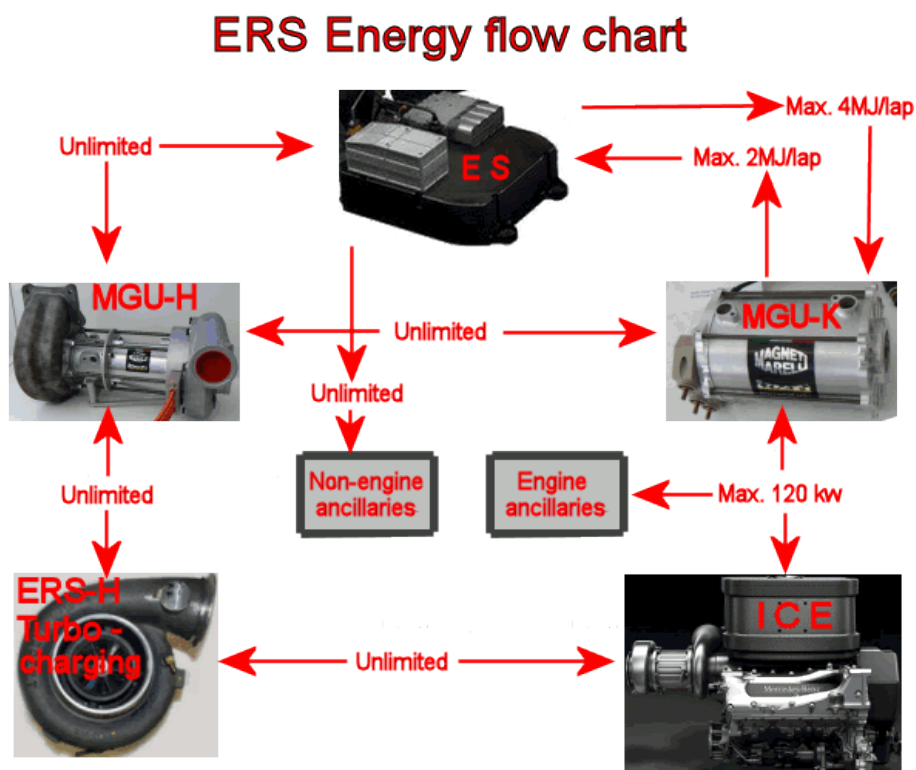 ERS Energy flow chart
Max. 4MJ/lap
Unlimited
Max. 2MJ/lap
E S
MGU-H
MGU-K
Unlimited
MAGNETI
MARELLI
Unlimited
Non-engine
ancillaries
Engine
ancillaries
Unlimited
Max. 120 kw
ERS-H
Turbo -
charging
I C E
Unlimited
Mercedes-Benz